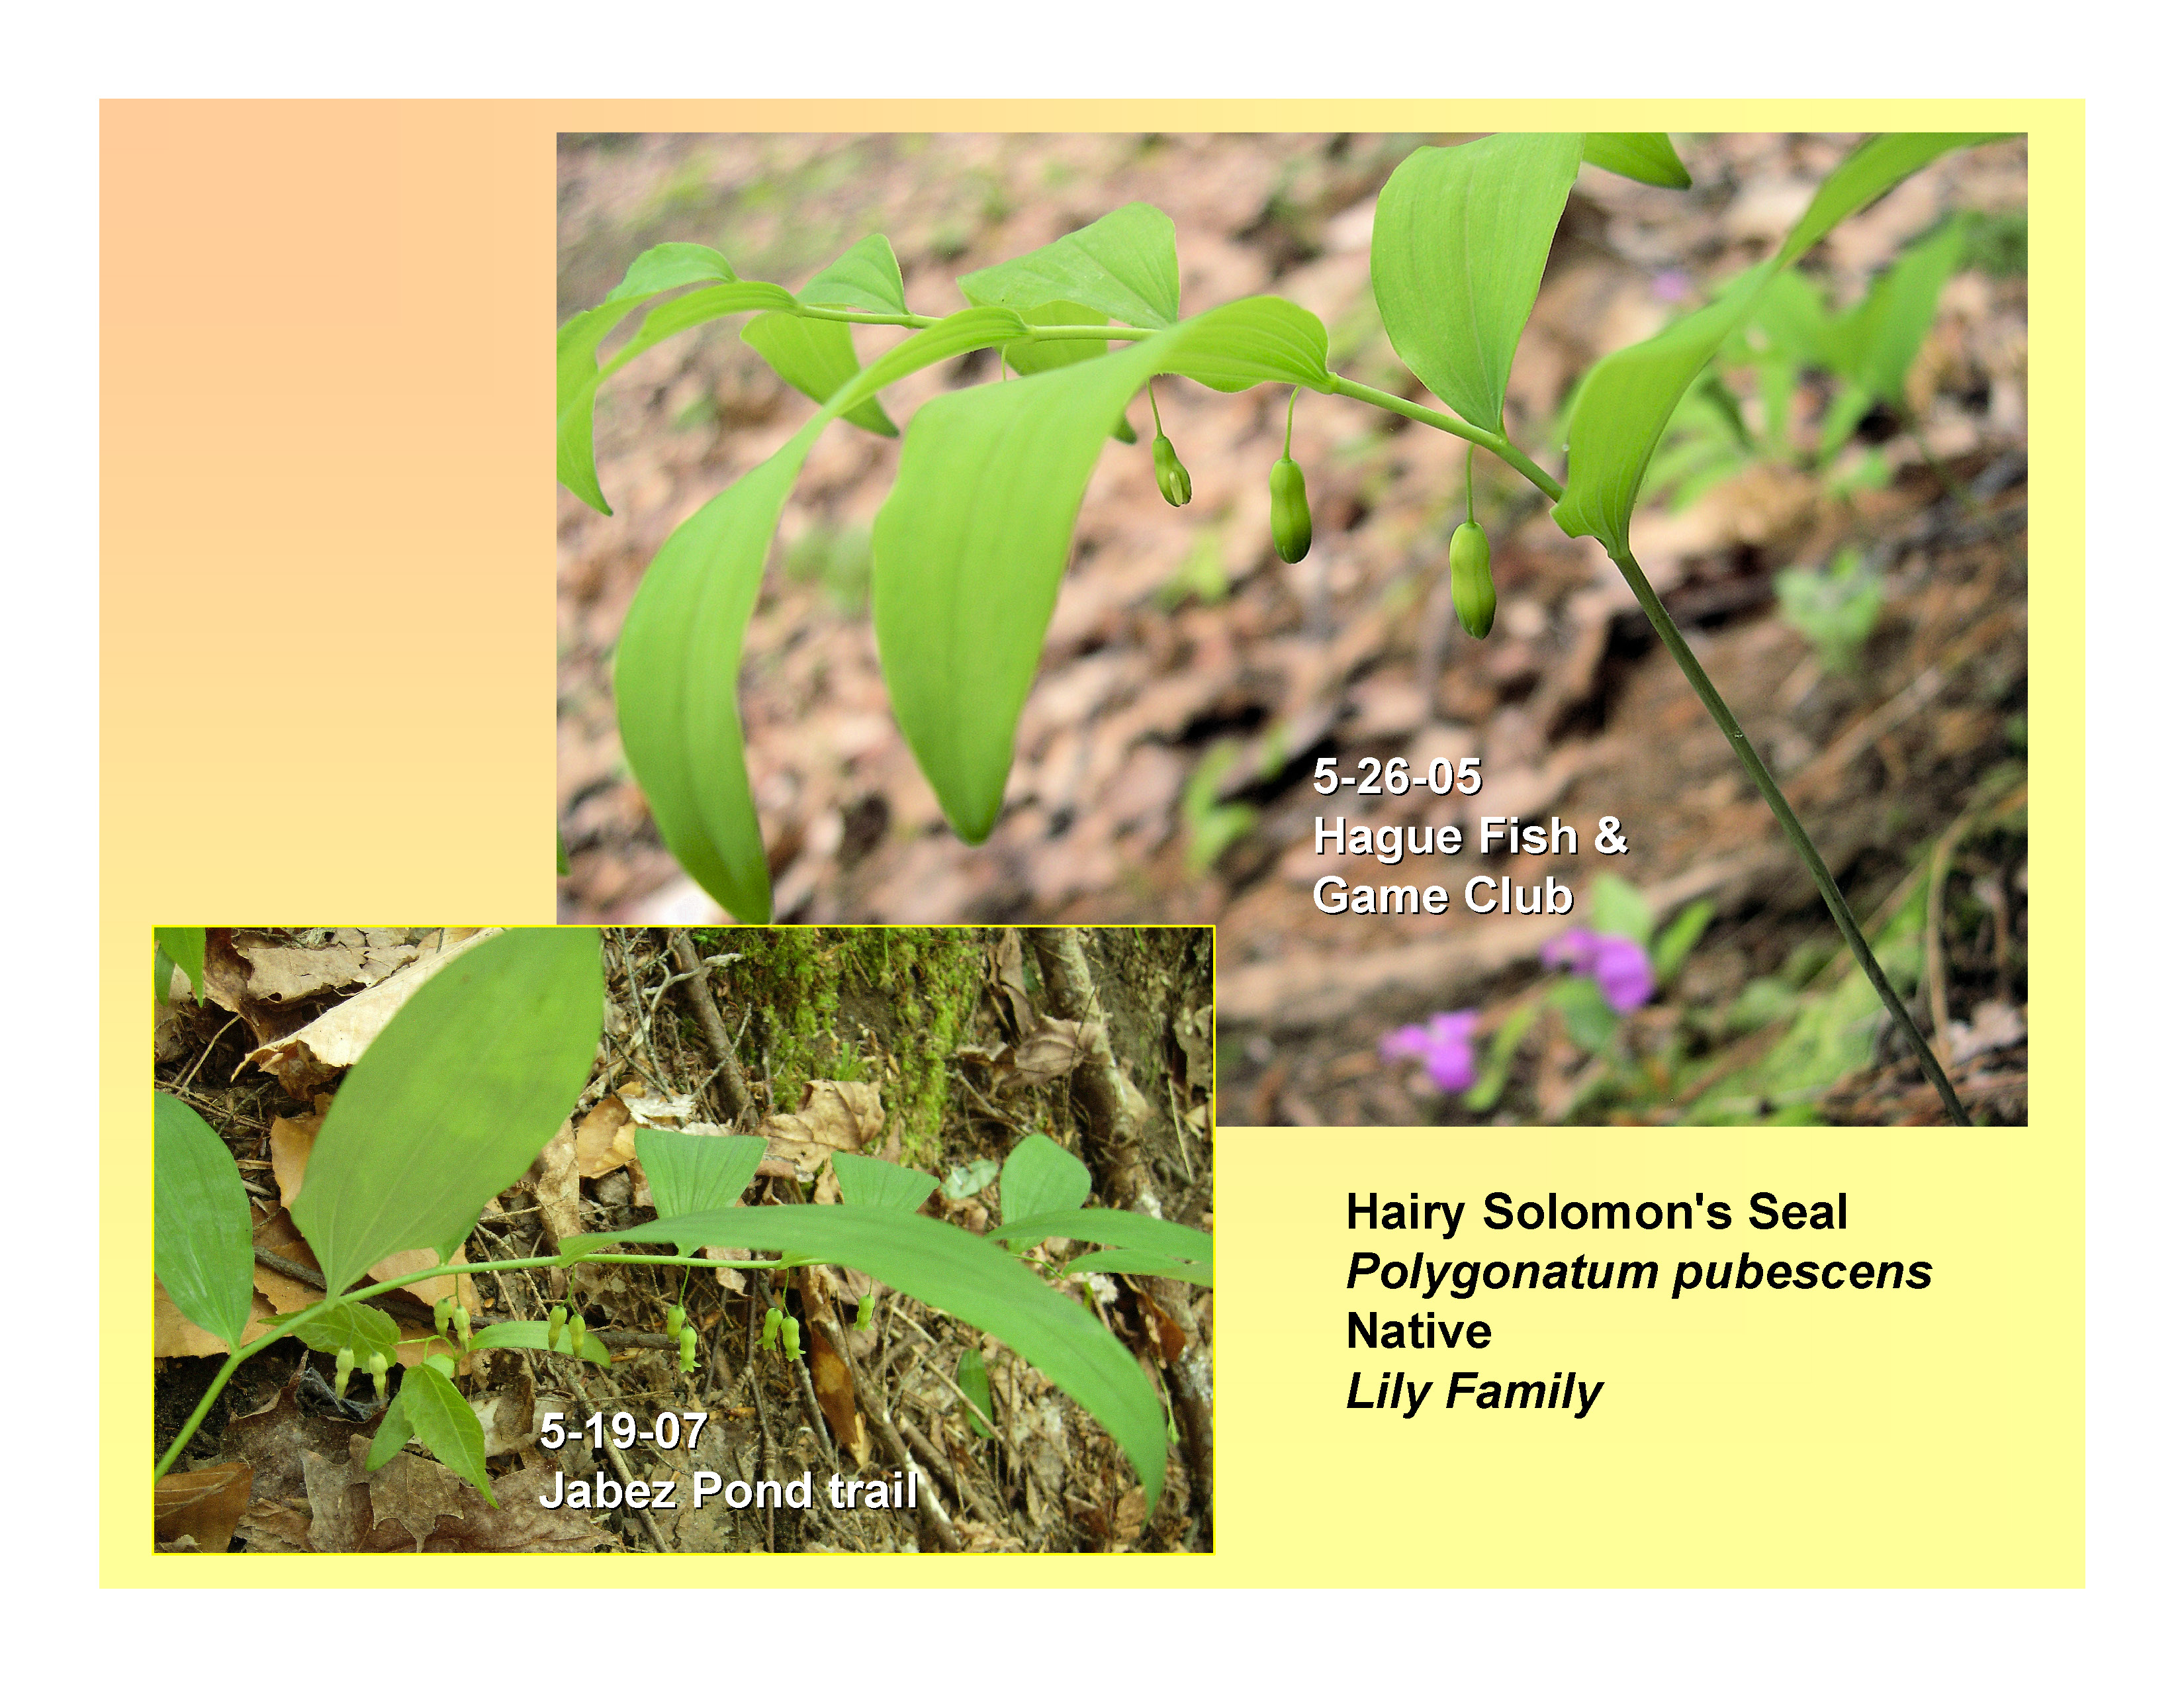 5-26-05
Hague Fish &
Game Club
5-19-07
Jabez Pond trail
Hairy Solomon's Seal
Polygonatum pubescens
Native
Lily Family